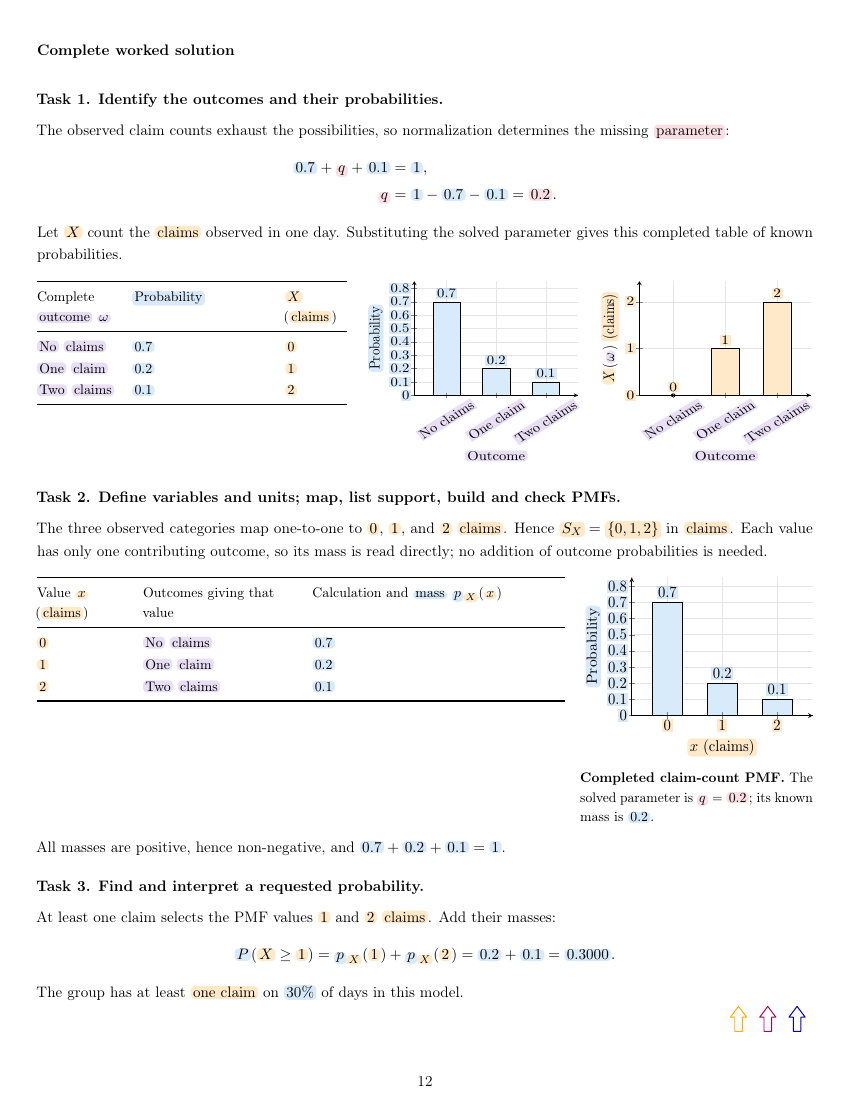 Complete worked solution
Task 1. Identify the outcomes and their probabilities.
The observed claim counts exhaust the possibilities, so normalization determines the missing parameter:
0.7 + q + 0.1 = 1,
q = 1 − 0.7 − 0.1 = 0.2.
Let X count the claims observed in one day. Substituting the solved parameter gives this completed table of known
probabilities.
Complete Probability X
outcome ω (claims)
No claims 0.7 0
One claim 0.2 1
Two claims 0.1 2
Probability
0.8
0.7
0.6
0.5
0.4
0.3
0.2
0.1
0
0.7
0.2
0.1
No claims
One claim
Two claims
Outcome
X(ω) (claims)
2
1
0
0
1
2
No claims
One claim
Two claims
Outcome
Task 2. Define variables and units; map, list support, build and check PMFs.
The three observed categories map one-to-one to 0, 1, and 2 claims. Hence S_X = {0, 1, 2} in claims. Each value
has only one contributing outcome, so its mass is read directly; no addition of outcome probabilities is needed.
Value x Outcomes giving that Calculation and mass p_X(x)
(claims) value
0 No claims 0.7
1 One claim 0.2
2 Two claims 0.1
Probability
0.8
0.7
0.6
0.5
0.4
0.3
0.2
0.1
0
0.7
0.2
0.1
0 1 2
x (claims)
Completed claim-count PMF. The
solved parameter is q = 0.2; its known
mass is 0.2.
All masses are positive, hence non-negative, and 0.7 + 0.2 + 0.1 = 1.
Task 3. Find and interpret a requested probability.
At least one claim selects the PMF values 1 and 2 claims. Add their masses:
P(X ≥ 1) = p_X(1) + p_X(2) = 0.2 + 0.1 = 0.3000.
The group has at least one claim on 30% of days in this model.
12